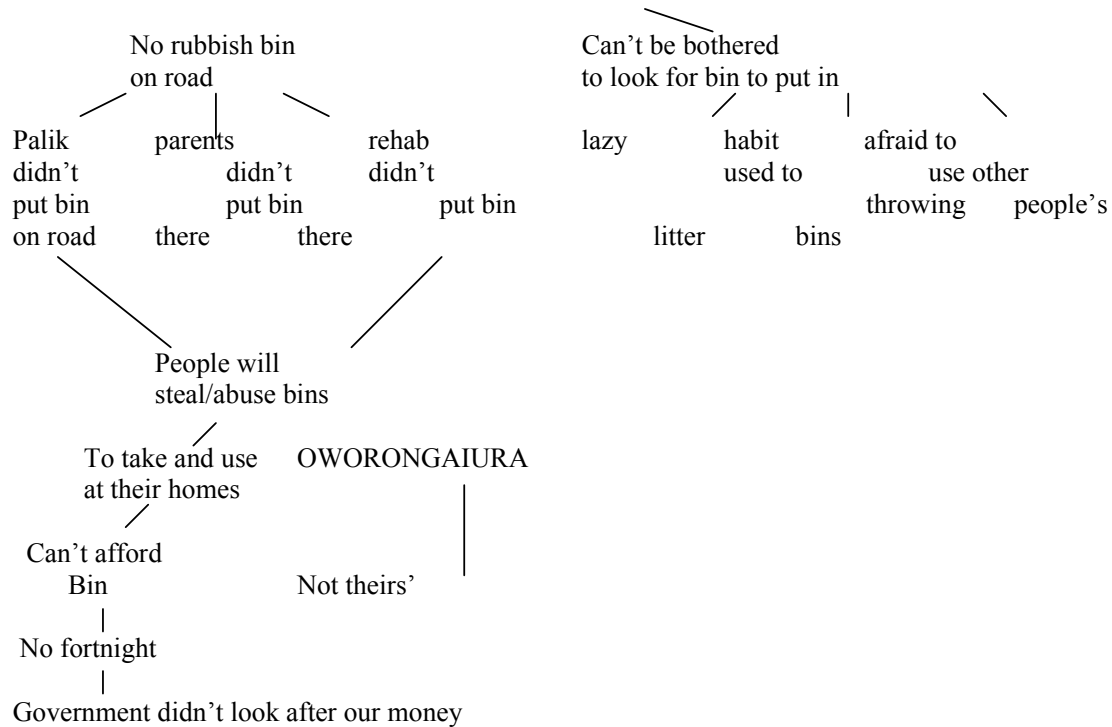 No rubbish bin
on road
Can't be bothered
to look for bin to put in
Palik parents rehab lazy habit afraid to
didn't didn't didn't used to use other
put bin put bin put bin throwing people's
on road there there litter bins
People will
steal/abuse bins
To take and use OWORONGAIURA
at their homes
Can't afford
Bin Not theirs'
No fortnight
Government didn't look after our money